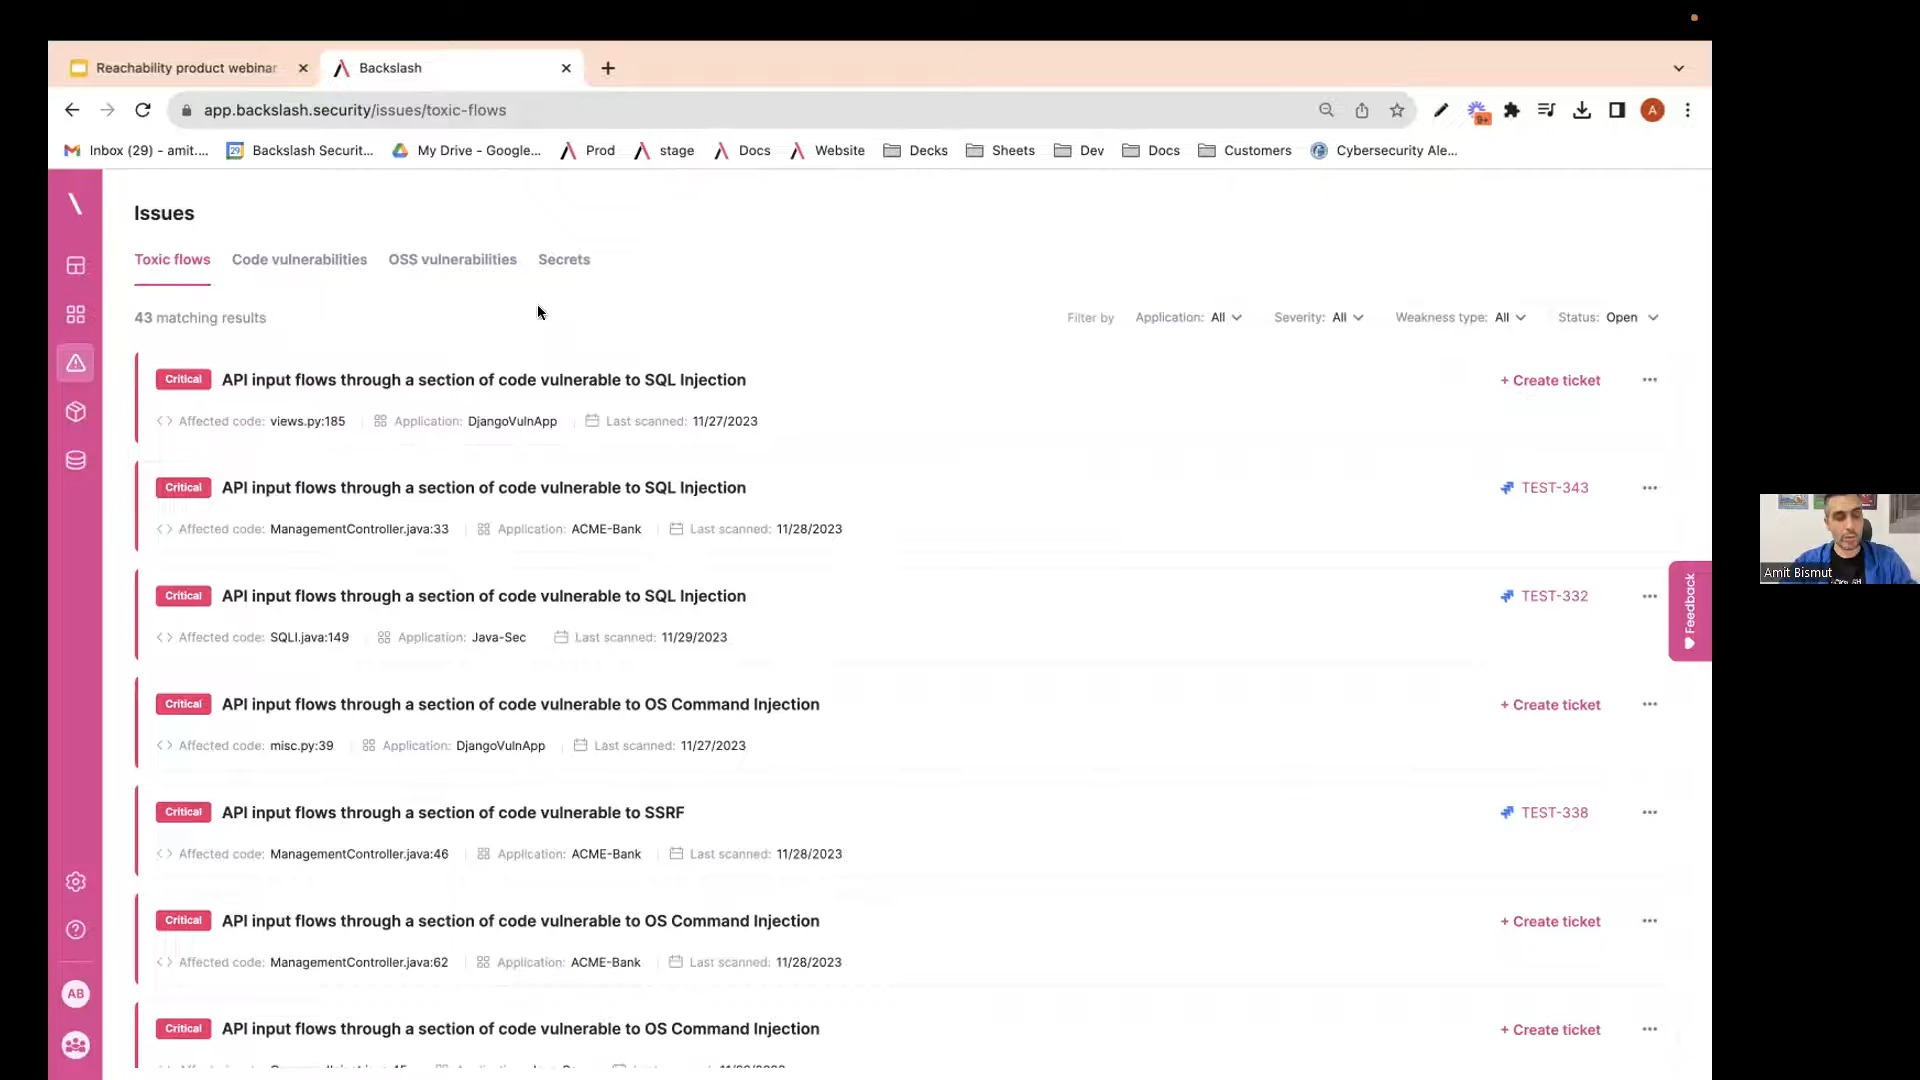 Reachability product webinar
Backslash
app.backslash.security/issues/toxic-flows
A
Inbox (29) - amit....
Backslash Securit...
My Drive - Google...
Prod
stage
Docs
Website
Decks
Sheets
Dev
Docs
Customers
Cybersecurity Ale...
Issues
Toxic flows
Code vulnerabilities
OSS vulnerabilities
Secrets
43 matching results
Filter by
Application: All
Severity: All
Weakness type: All
Status: Open
Critical API input flows through a section of code vulnerable to SQL Injection
+ Create ticket
Affected code: views.py:185
Application: DjangoVulnApp
Last scanned: 11/27/2023
Critical API input flows through a section of code vulnerable to SQL Injection
TEST-343
Affected code: ManagementController.java:33
Application: ACME-Bank
Last scanned: 11/28/2023
Critical API input flows through a section of code vulnerable to SQL Injection
TEST-332
Affected code: SQLI.java:149
Application: Java-Sec
Last scanned: 11/29/2023
Critical API input flows through a section of code vulnerable to OS Command Injection
+ Create ticket
Affected code: misc.py:39
Application: DjangoVulnApp
Last scanned: 11/27/2023
Critical API input flows through a section of code vulnerable to SSRF
TEST-338
Affected code: ManagementController.java:46
Application: ACME-Bank
Last scanned: 11/28/2023
Critical API input flows through a section of code vulnerable to OS Command Injection
+ Create ticket
Affected code: ManagementController.java:62
Application: ACME-Bank
Last scanned: 11/28/2023
Critical API input flows through a section of code vulnerable to OS Command Injection
+ Create ticket
AB
Feedback
Amit Bismut